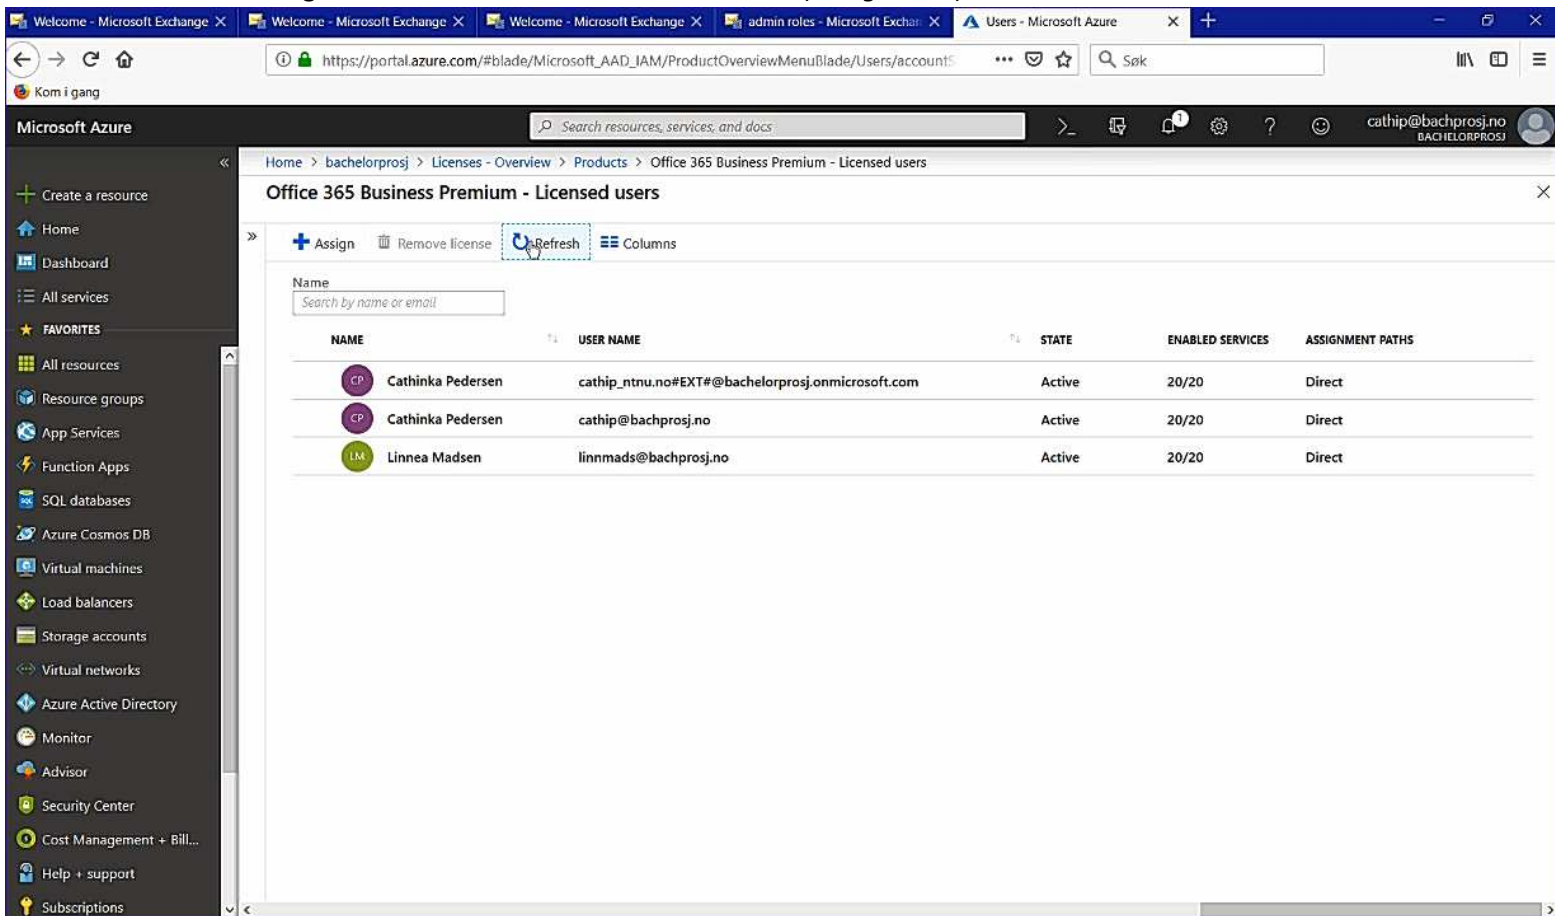 Welcome - Microsoft Exchange
Welcome - Microsoft Exchange
Welcome - Microsoft Exchange
admin roles - Microsoft Exchan
Users - Microsoft Azure
https://portal.azure.com/#blade/Microsoft_AAD_IAM/ProductOverviewMenuBlade/Users/accountS
Søk
Kom i gang
Microsoft Azure
Search resources, services, and docs
1
cathip@bachprosj.no
BACHELORPROSJ
Home > bachelorprosj > Licenses - Overview > Products > Office 365 Business Premium - Licensed users
Office 365 Business Premium - Licensed users
Create a resource
Home
Dashboard
All services
FAVORITES
All resources
Resource groups
App Services
Function Apps
SQL databases
Azure Cosmos DB
Virtual machines
Load balancers
Storage accounts
Virtual networks
Azure Active Directory
Monitor
Advisor
Security Center
Cost Management + Bill...
Help + support
Subscriptions
Assign Remove license Refresh Columns
Name
Search by name or email
NAME USER NAME STATE ENABLED SERVICES ASSIGNMENT PATHS
CP Cathinka Pedersen cathip_ntnu.no#EXT#@bachelorprosj.onmicrosoft.com Active 20/20 Direct
CP Cathinka Pedersen cathip@bachprosj.no Active 20/20 Direct
LM Linnea Madsen linnmads@bachprosj.no Active 20/20 Direct